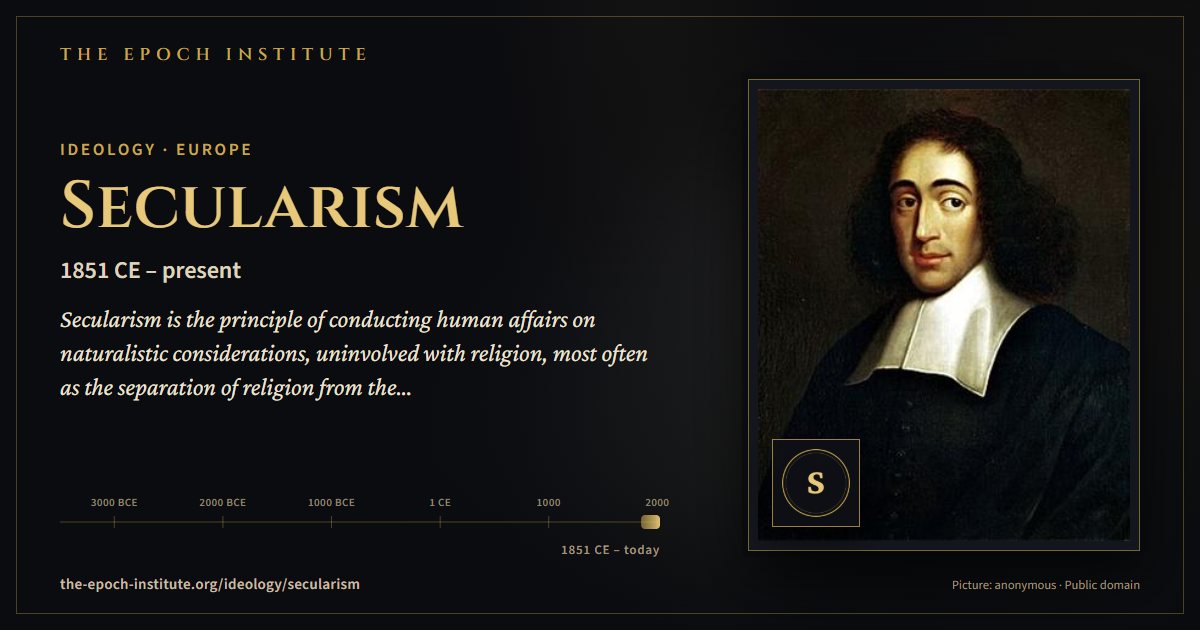 THE EPOCH INSTITUTE
IDEOLOGY · EUROPE
SECULARISM
1851 CE – present
Secularism is the principle of conducting human affairs on
naturalistic considerations, uninvolved with religion, most often
as the separation of religion from the...
S
3000 BCE 2000 BCE 1000 BCE 1 CE 1000 2000
1851 CE – today
the-epoch-institute.org/ideology/secularism
Picture: anonymous · Public domain